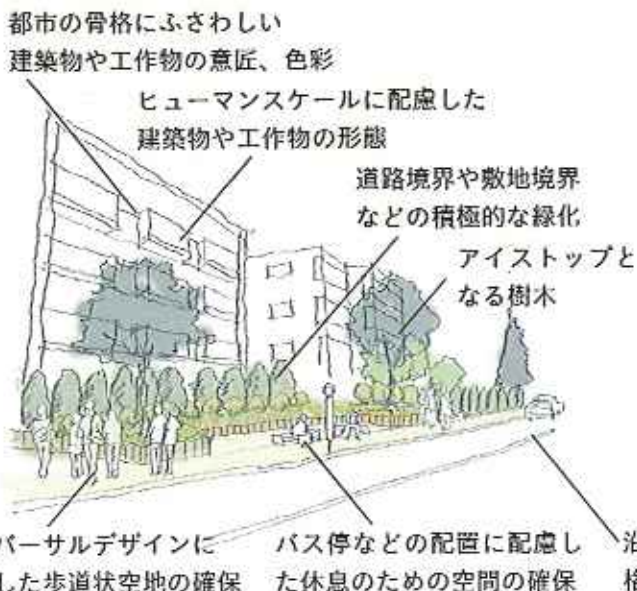 都市の骨格にふさわしい
建築物や工作物の意匠、色彩
ヒューマンスケールに配慮した
建築物や工作物の形態
道路境界や敷地境界
などの積極的な緑化
アイストップと
なる樹木
バーサルデザインに
した歩道状空地の確保
バス停などの配置に配慮し
た休息のための空間の確保